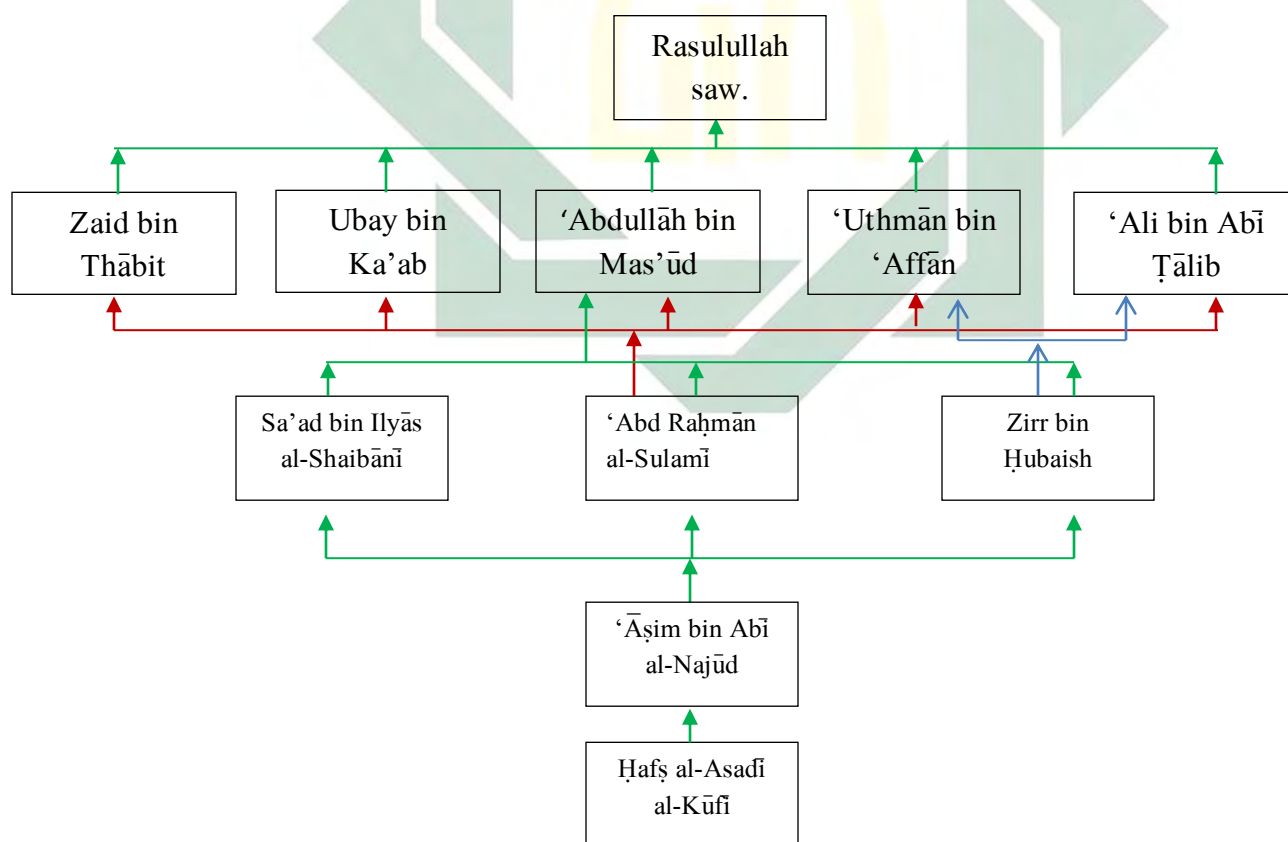 Rasulullah
saw.
Zaid bin
Thābit
Ubay bin
Ka’ab
‘Abdullāh bin
Mas’ūd
‘Uthmān bin
‘Affān
‘Ali bin Abī
Ṭālib
Sa’ad bin Ilyās
al-Shaibānī
‘Abd Raḥmān
al-Sulamī
Zirr bin
Ḥubaish
‘Āṣim bin Abī
al-Najūd
Ḥafṣ al-Asadī
al-Kūfī